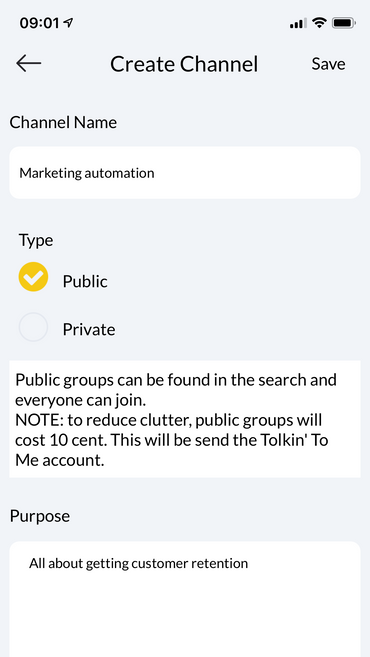 09:01
Create Channel
Save
Channel Name
Marketing automation
Type
Public
Private
Public groups can be found in the search and
everyone can join.
NOTE: to reduce clutter, public groups will
cost 10 cent. This will be send the Tolkin' To
Me account.
Purpose
All about getting customer retention